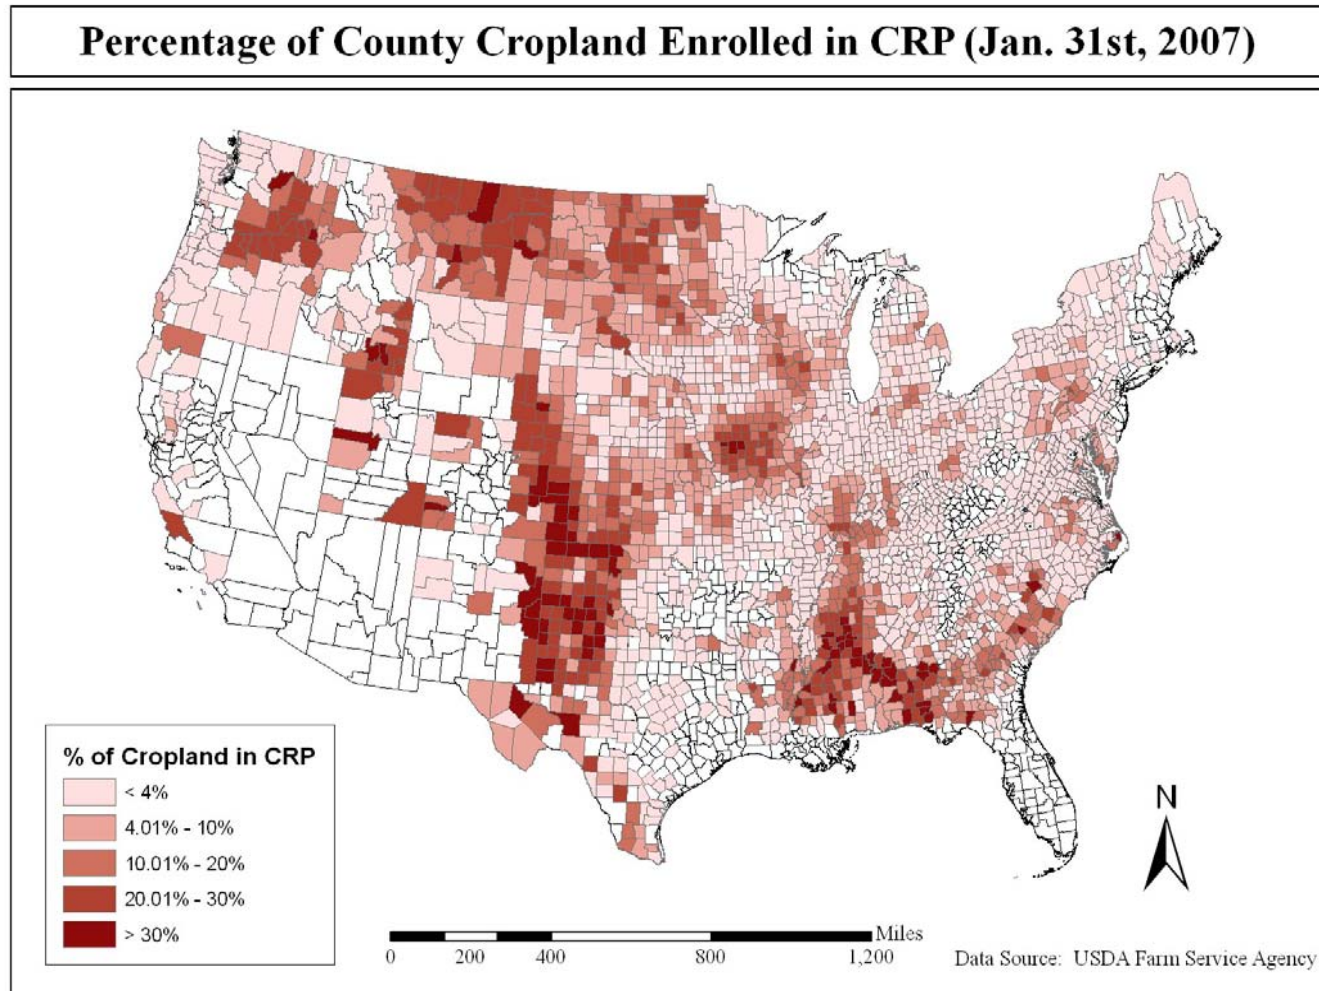 Percentage of County Cropland Enrolled in CRP (Jan. 31st, 2007)
% of Cropland in CRP
< 4%
4.01% - 10%
10.01% - 20%
20.01% - 30%
> 30%
N
Miles
0 200 400 800 1,200
Data Source: USDA Farm Service Agency